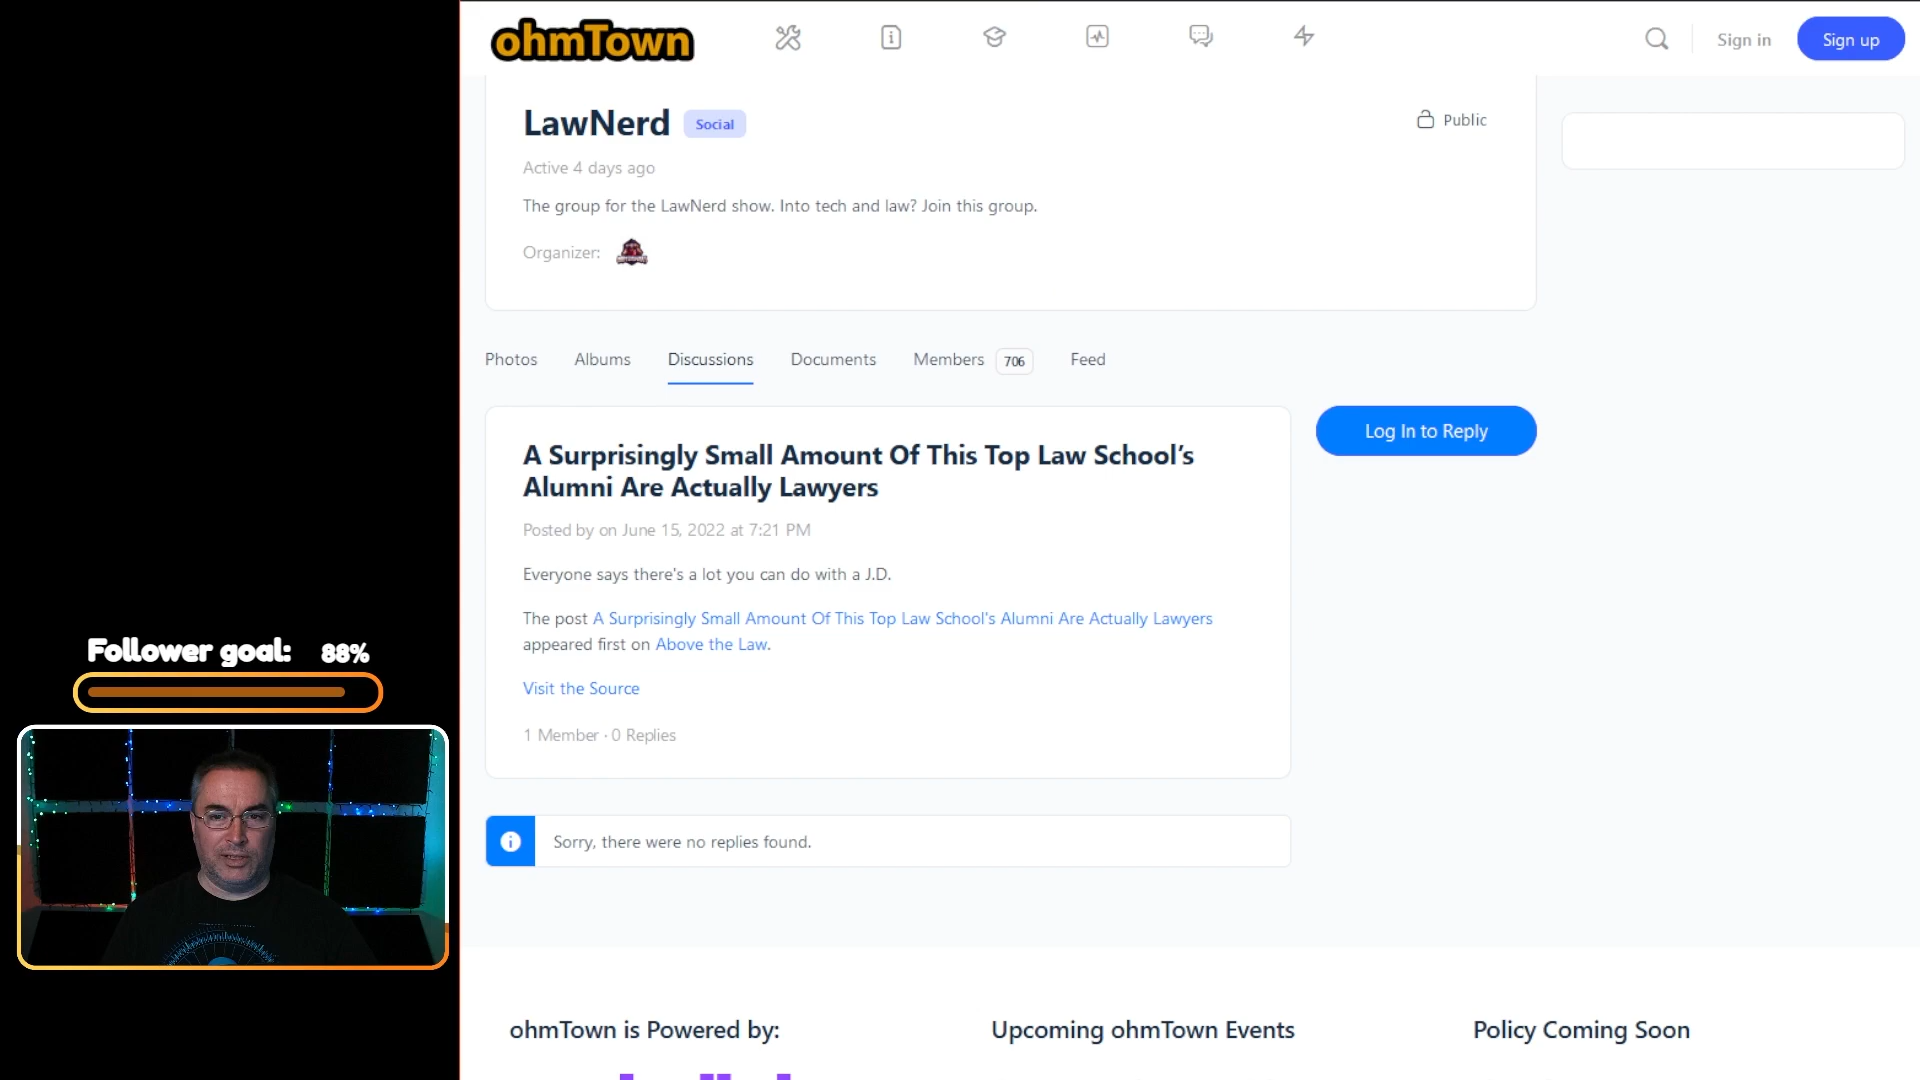 ohmTown
Sign in
Sign up
LawNerd
Social
Public
Active 4 days ago
The group for the LawNerd show. Into tech and law? Join this group.
Organizer:
Photos
Albums
Discussions
Documents
Members
706
Feed
A Surprisingly Small Amount Of This Top Law School’s
Alumni Are Actually Lawyers
Log In to Reply
Posted by on June 15, 2022 at 7:21 PM
Everyone says there's a lot you can do with a J.D.
The post A Surprisingly Small Amount Of This Top Law School’s Alumni Are Actually Lawyers
appeared first on Above the Law.
Visit the Source
1 Member · 0 Replies
Sorry, there were no replies found.
Follower goal: 88%
ohmTown is Powered by:
Upcoming ohmTown Events
Policy Coming Soon